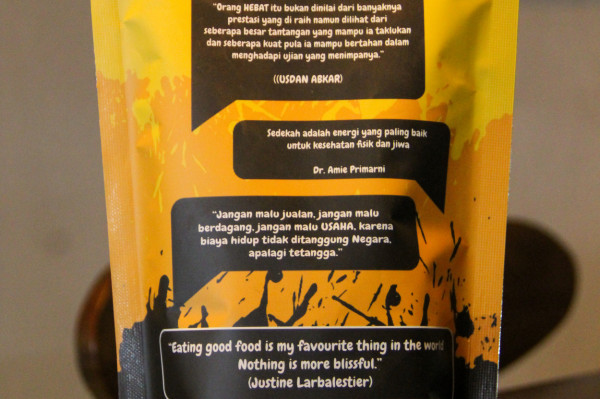 "Orang HEBAT itu bukan dinilai dari banyaknya
prestasi yang di raih namun dilihat dari
seberapa besar tantangan yang mampu ia taklukan
dan seberapa kuat pula ia mampu bertahan dalam
menghadapi ujian yang menimpanya."
((USDAN ABKAR)
Sedekah adalah energi yang paling baik
untuk kesehatan fisik dan jiwa
Dr. Amie Primarni
"Jangan malu jualan, jangan malu
berdagang, jangan malu USAHA, karena
biaya hidup tidak ditanggung Negara,
apalagi tetangga."
"Eating good food is my favourite thing in the world
Nothing is more blissful."
(Justine Larbalestier)